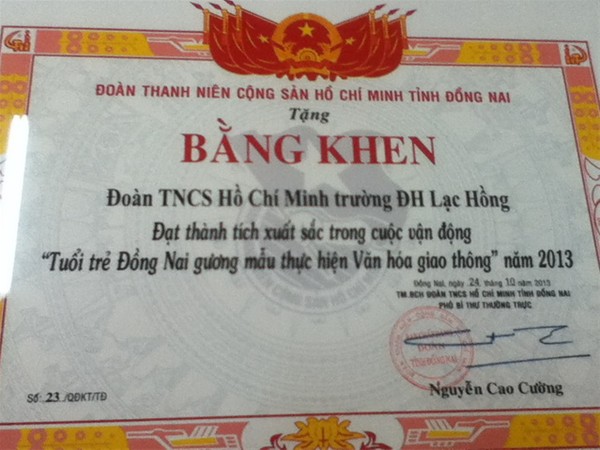 ĐOÀN THANH NIÊN CỘNG SẢN HỒ CHÍ MINH TỈNH ĐỒNG NAI
Tặng
BẰNG KHEN
Đoàn TNCS Hồ Chí Minh trường ĐH Lạc Hồng
Đạt thành tích xuất sắc trong cuộc vận động
"Tuổi trẻ Đồng Nai gương mẫu thực hiện Văn hóa giao thông" năm 2013
Đồng Nai, ngày 24 tháng 10 năm 2013
TM.BCH ĐOÀN TNCS HỒ CHÍ MINH TỈNH ĐỒNG NAI
PHÓ BÍ THƯ THƯỜNG TRỰC
Nguyễn Cao Cường
Số: 23 /QĐKT/TĐ